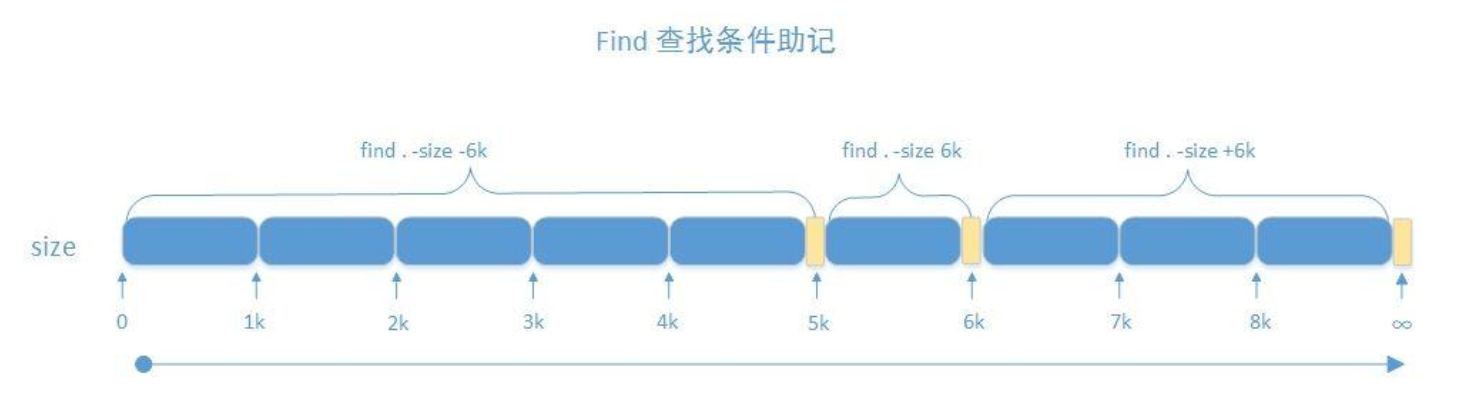 Find 查找条件助记
find . -size -6k
find . -size 6k
find . -size +6k
size
0
1k
2k
3k
4k
5k
6k
7k
8k
∞